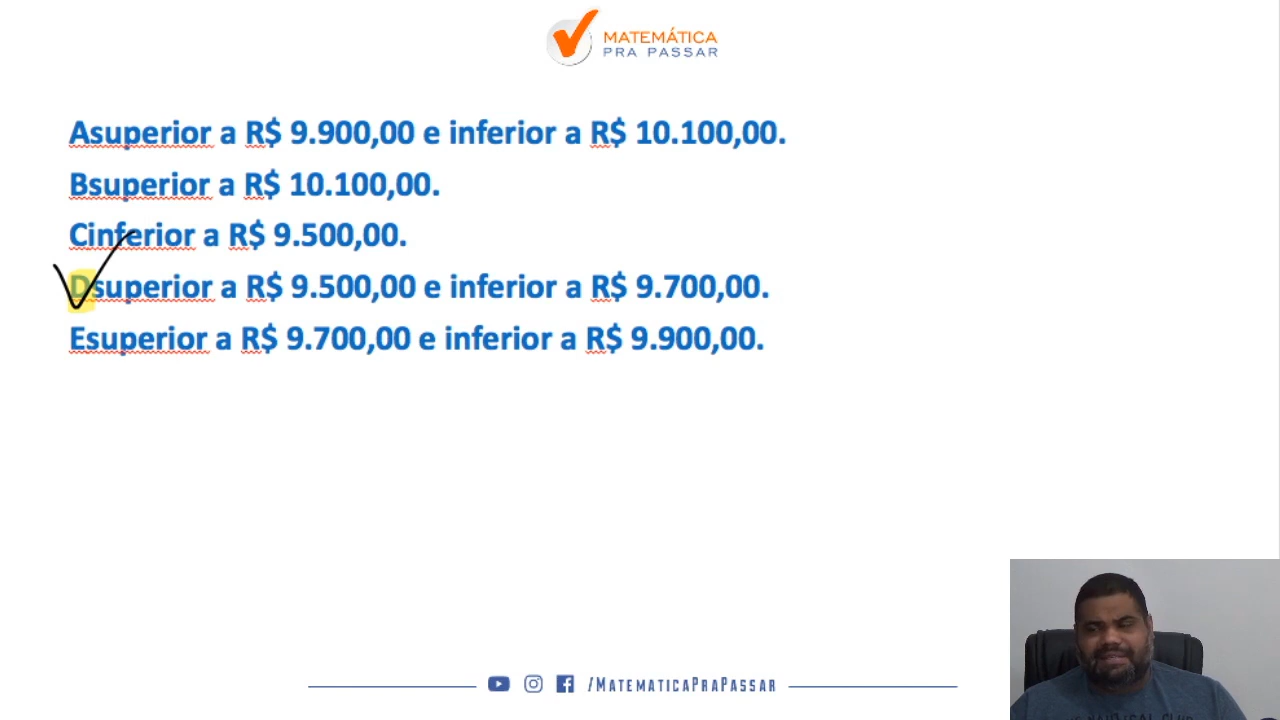 MATEMÁTICA
PRA PASSAR
Asuperior a R$ 9.900,00 e inferior a R$ 10.100,00.
Bsuperior a R$ 10.100,00.
Cinferior a R$ 9.500,00.
Dsuperior a R$ 9.500,00 e inferior a R$ 9.700,00.
Esuperior a R$ 9.700,00 e inferior a R$ 9.900,00.
/MATEMATICAPRAPASSAR